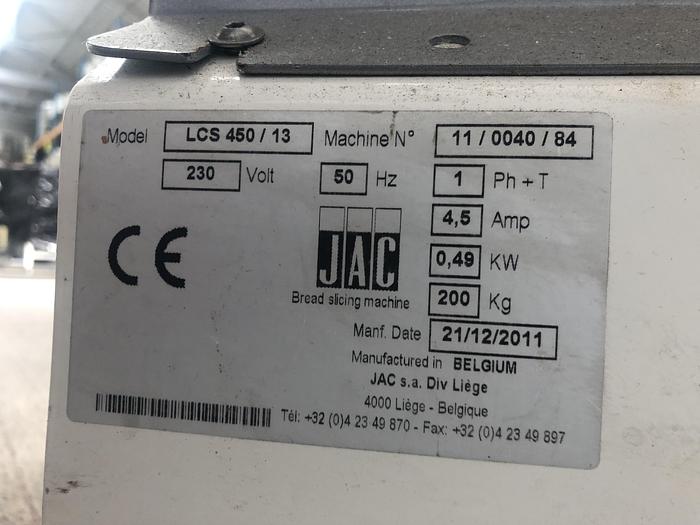 Model LCS 450 / 13 Machine N° 11 / 0040 / 84
230 Volt 50 Hz 1 Ph + T
4,5 Amp
CE
JAC
0,49 KW
Bread slicing machine
200 Kg
Manf. Date 21/12/2011
Manufactured in BELGIUM
JAC s.a. Div Liège
4000 Liège - Belgique
Tél: +32 (0)4 23 49 870 - Fax: +32 (0)4 23 49 897